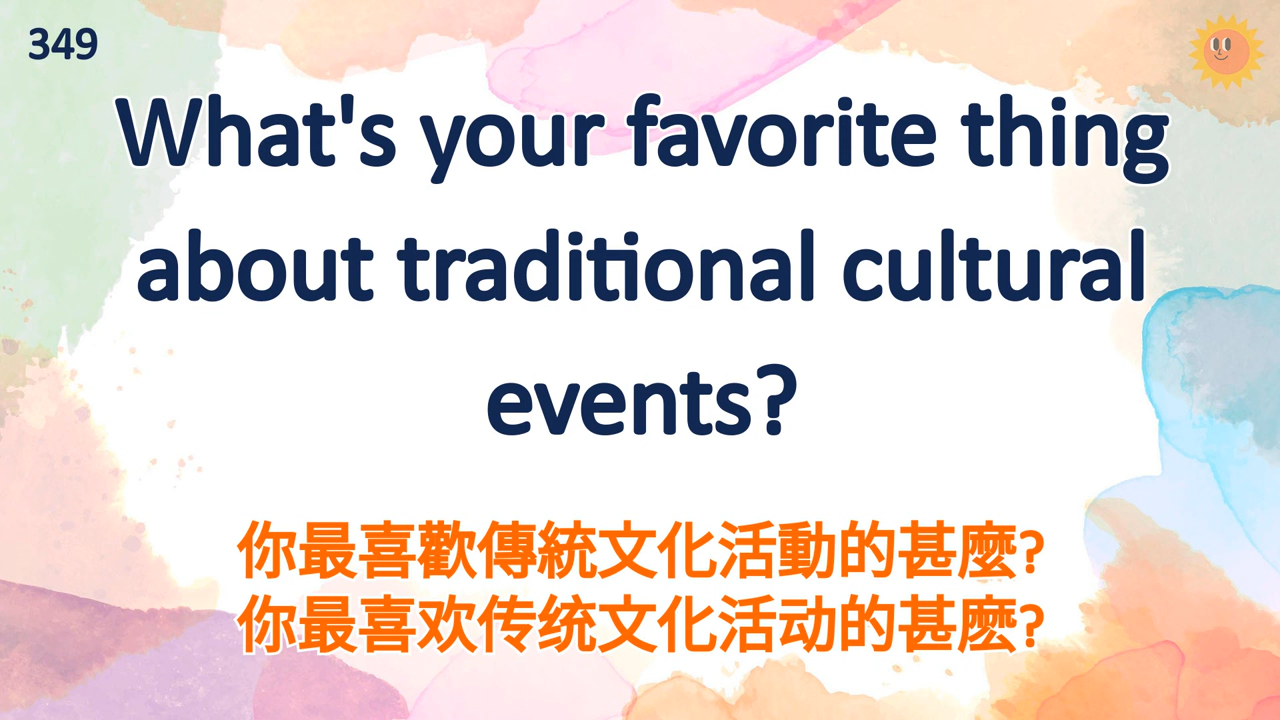 349
What's your favorite thing
about traditional cultural
events?
你最喜歡傳統文化活動的甚麼?
你最喜欢传统文化活动的甚麽?